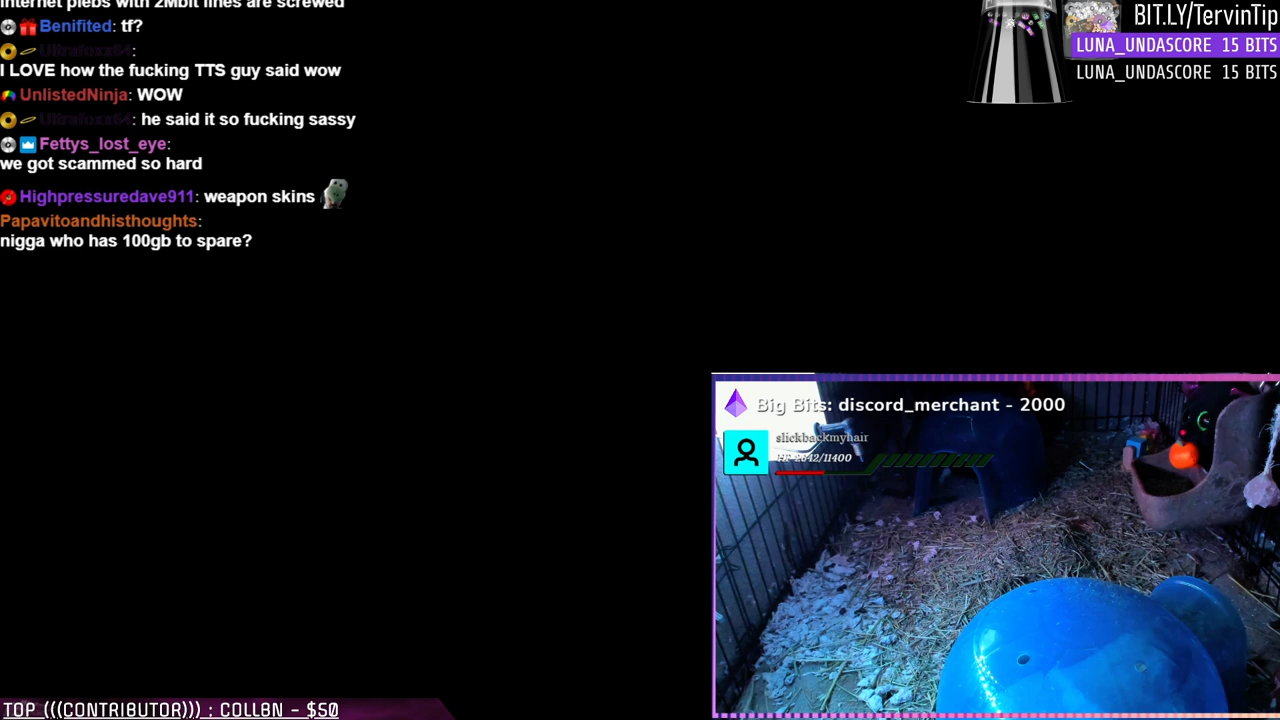 internet plebs with 2Mbit lines are screwed
Benifited: tf?
Ultrafoxx64:
I LOVE how the fucking TTS guy said wow
UnlistedNinja: WOW
Ultrafoxx64: he said it so fucking sassy
Fettys_lost_eye:
we got scammed so hard
Highpressuredave911: weapon skins
Papavitoandhisthoughts:
nigga who has 100gb to spare?
BIT.LY/TervinTip
LUNA_UNDASCORE 15 BITS
LUNA_UNDASCORE 15 BITS
Big Bits: discord_merchant - 2000
slickbackmyhair
/11400
TOP (((CONTRIBUTOR))) : COLLBN - $50